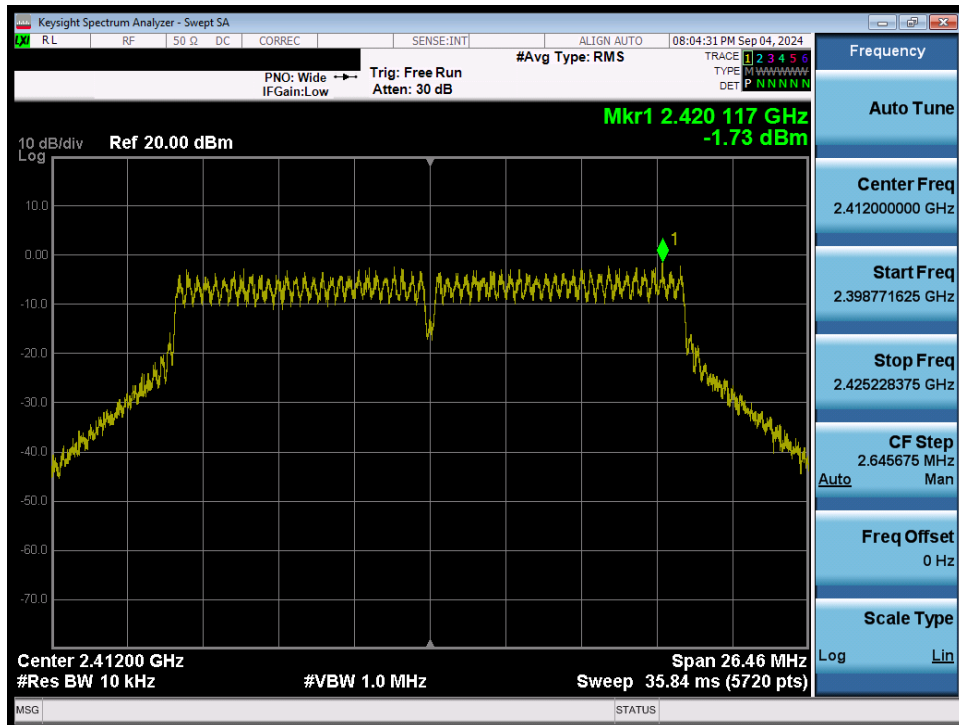 Keysight Spectrum Analyzer - Swept SA
LXI RL RF 50 Ω DC CORREC SENSE:INT ALIGN AUTO 08:04:31 PM Sep 04, 2024
#Avg Type: RMS TRACE 1 2 3 4 5 6
PNO: Wide Trig: Free Run TYPE M WWWWW
IFGain:Low Atten: 30 dB DET P N N N N N
Mkr1 2.420 117 GHz
-1.73 dBm
10 dB/div Ref 20.00 dBm
Log
10.0
1
0.00
-10.0
-20.0
-30.0
-40.0
-50.0
-60.0
-70.0
Center 2.41200 GHz Span 26.46 MHz
#Res BW 10 kHz #VBW 1.0 MHz Sweep 35.84 ms (5720 pts)
MSG STATUS
Frequency
Auto Tune
Center Freq
2.412000000 GHz
Start Freq
2.398771625 GHz
Stop Freq
2.425228375 GHz
CF Step
2.645675 MHz
Auto Man
Freq Offset
0 Hz
Scale Type
Log Lin